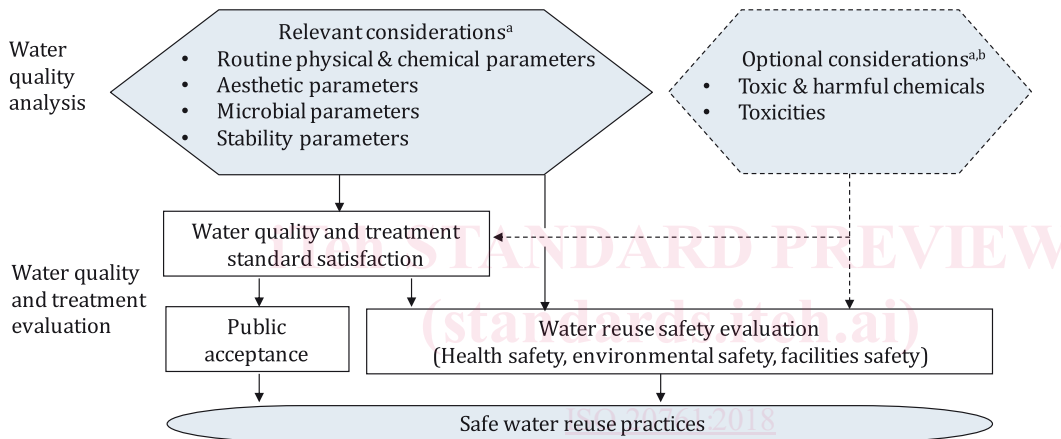 Water
quality
analysis
Relevant considerationsᵃ
• Routine physical & chemical parameters
• Aesthetic parameters
• Microbial parameters
• Stability parameters
Optional considerationsᵃ,ᵇ
• Toxic & harmful chemicals
• Toxicities
Water quality
and treatment
evaluation
Water quality and treatment
standard satisfaction
Public
acceptance
Water reuse safety evaluation
(Health safety, environmental safety, facilities safety)
Safe water reuse practices
iTeh STANDARD PREVIEW
(standards.iteh.ai)
ISO 20761:2018